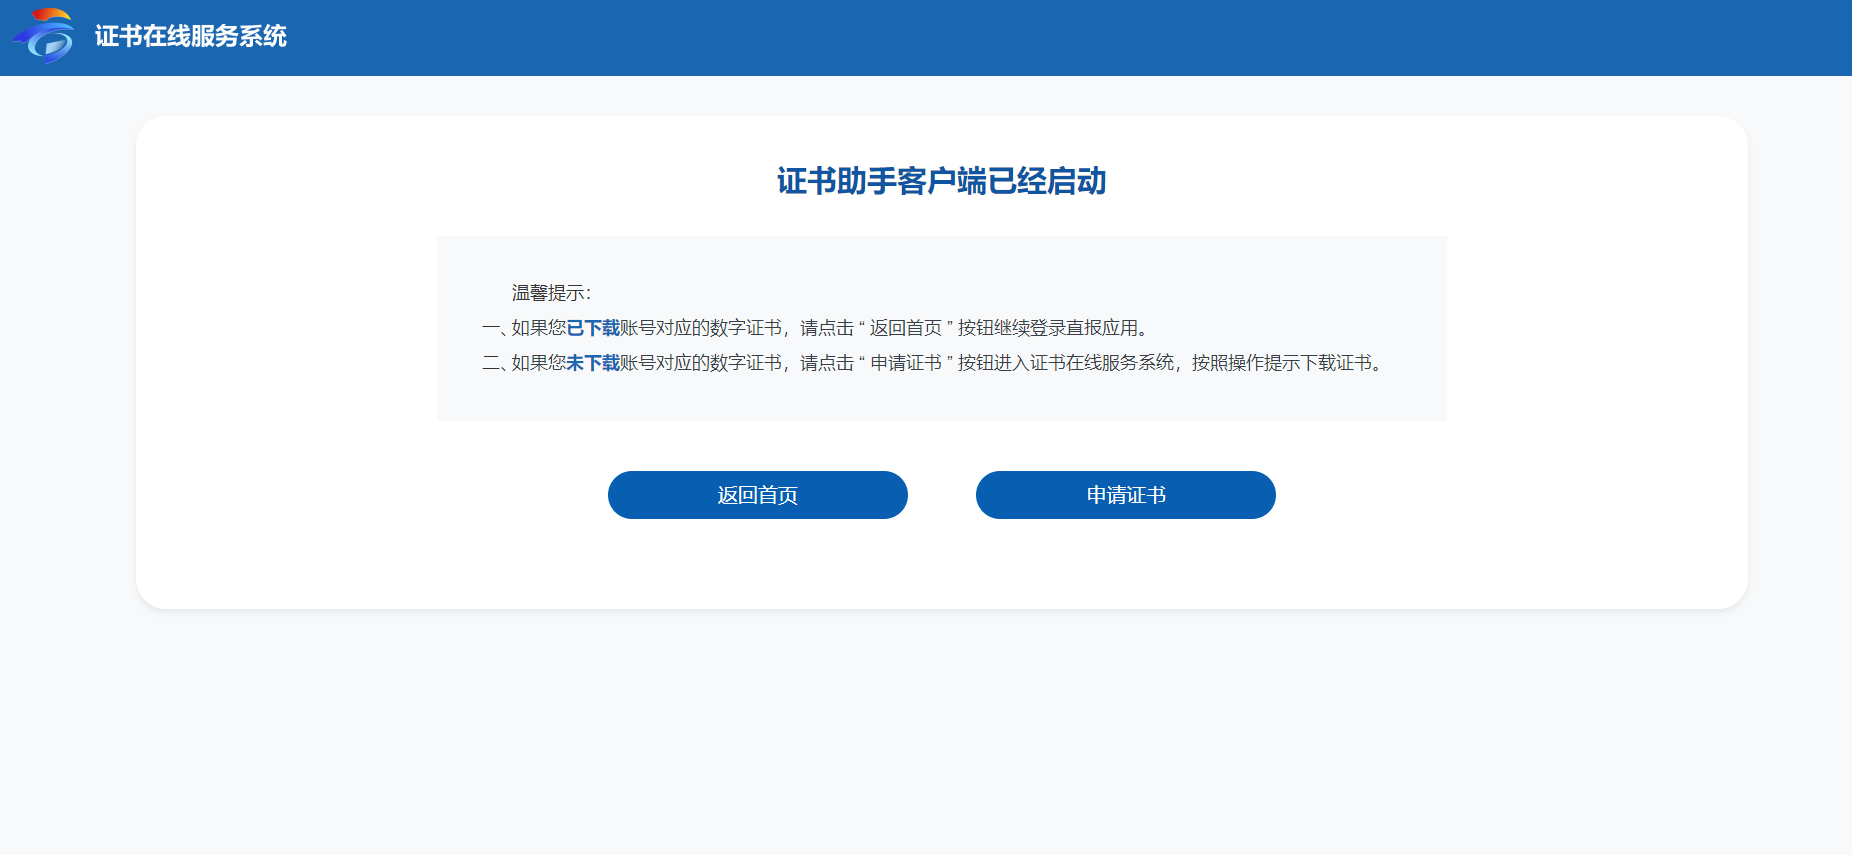 证书在线服务系统
证书助手客户端已经启动
温馨提示：
一、如果您已下载账号对应的数字证书，请点击“返回首页”按钮继续登录直报应用。
二、如果您未下载账号对应的数字证书，请点击“申请证书”按钮进入证书在线服务系统，按照操作提示下载证书。
返回首页
申请证书